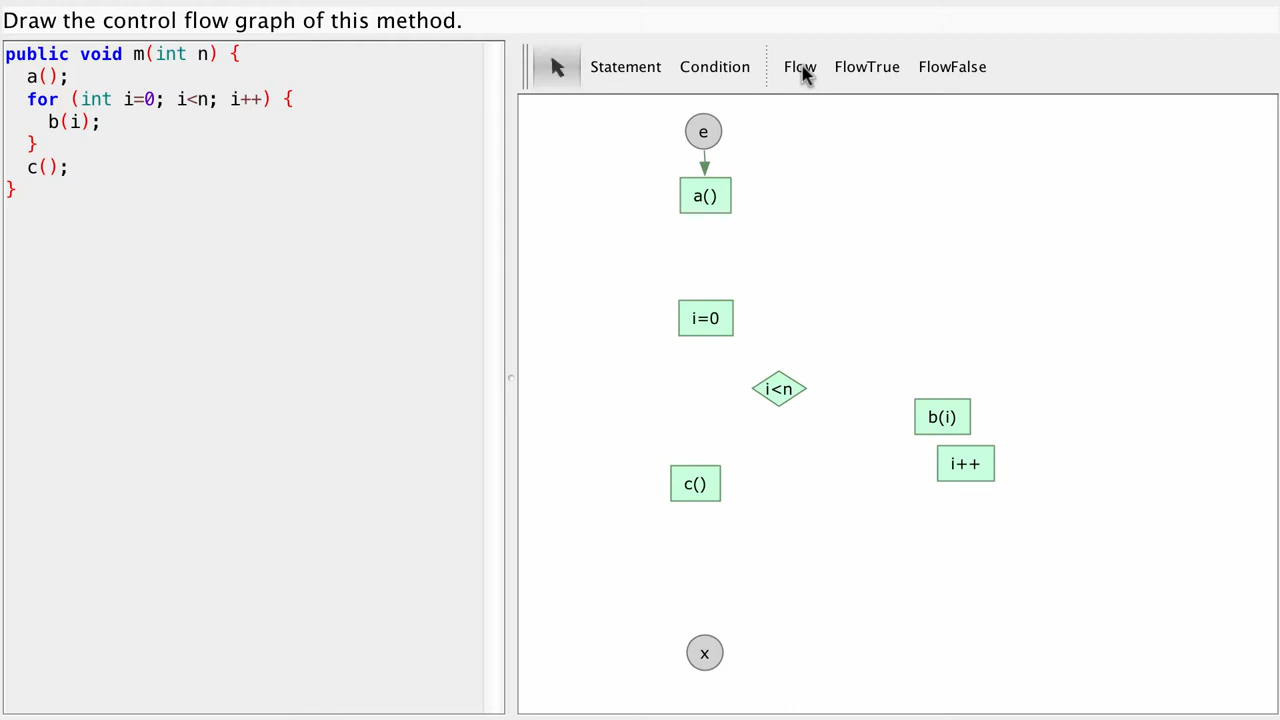 Draw the control flow graph of this method.
public void m(int n) {
  a();
  for (int i=0; i<n; i++) {
    b(i);
  }
  c();
}
Statement Condition Flow FlowTrue FlowFalse
e
a()
i=0
i<n
b(i)
i++
c()
x